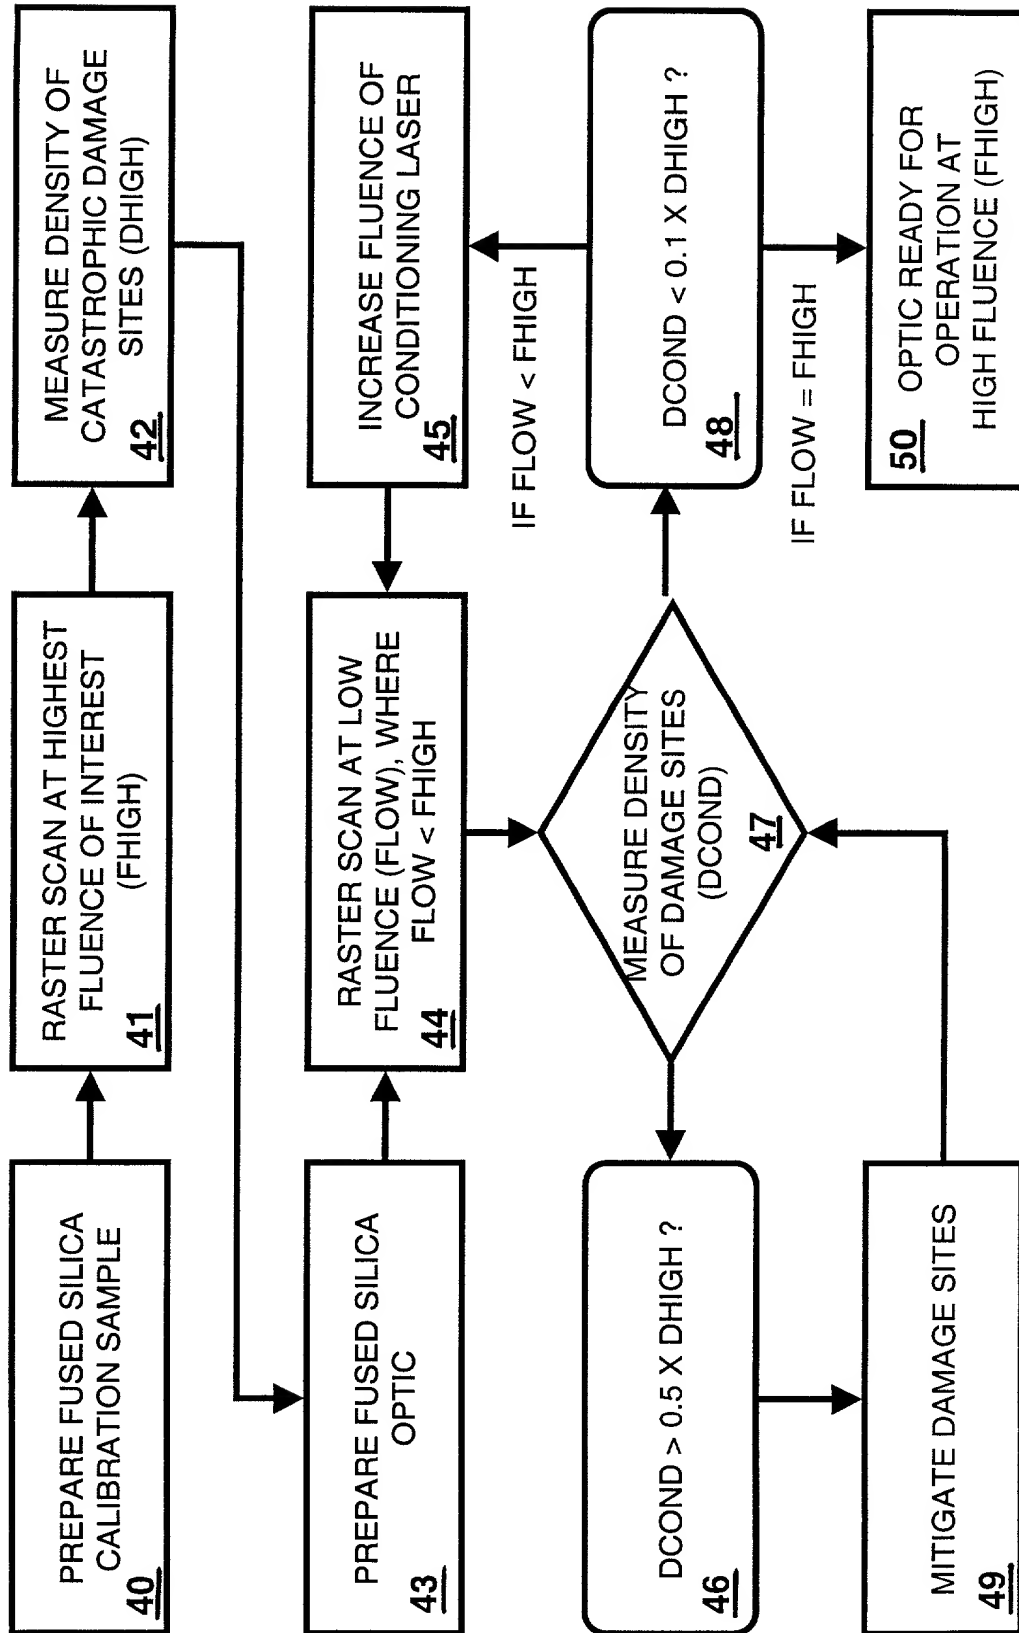 PREPARE FUSED SILICA
CALIBRATION SAMPLE
40
RASTER SCAN AT HIGHEST
FLUENCE OF INTEREST
(FHIGH)
41
MEASURE DENSITY OF
CATASTROPHIC DAMAGE
SITES (DHIGH)
42
PREPARE FUSED SILICA
OPTIC
43
RASTER SCAN AT LOW
FLUENCE (FLOW), WHERE
FLOW < FHIGH
44
INCREASE FLUENCE OF
CONDITIONING LASER
45
IF FLOW < FHIGH
DCOND > 0.5 X DHIGH ?
46
MEASURE DENSITY
OF DAMAGE SITES
(DCOND)
47
DCOND < 0.1 X DHIGH ?
48
IF FLOW = FHIGH
MITIGATE DAMAGE SITES
49
50 OPTIC READY FOR
OPERATION AT
HIGH FLUENCE (FHIGH)